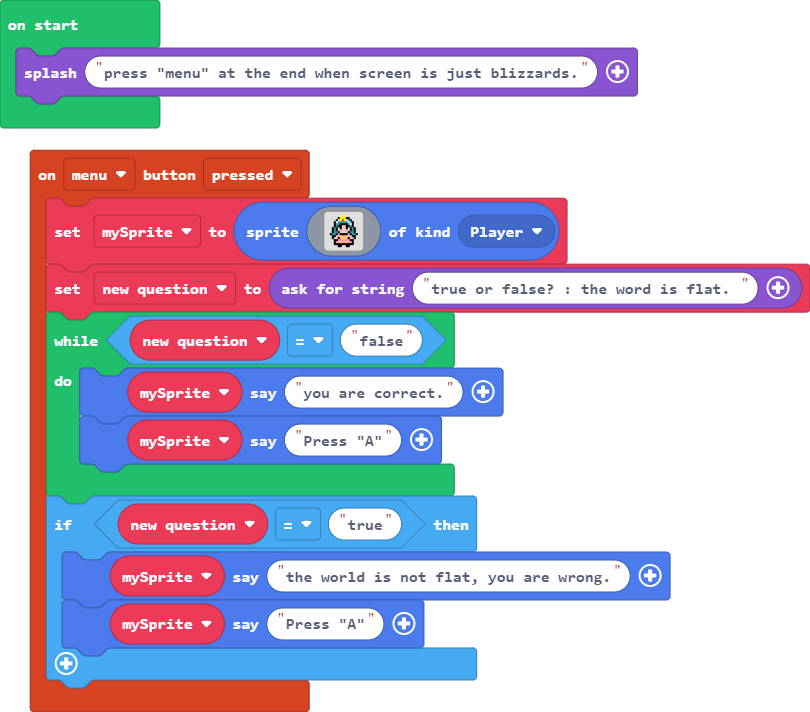 on start
splash "press "menu" at the end when screen is just blizzards."
on menu button pressed
set mySprite to sprite of kind Player
set new question to ask for string "true or false? : the word is flat. "
while new question = "false"
do
mySprite say "you are correct."
mySprite say "Press "A""
if new question = "true" then
mySprite say "the world is not flat, you are wrong."
mySprite say "Press "A""